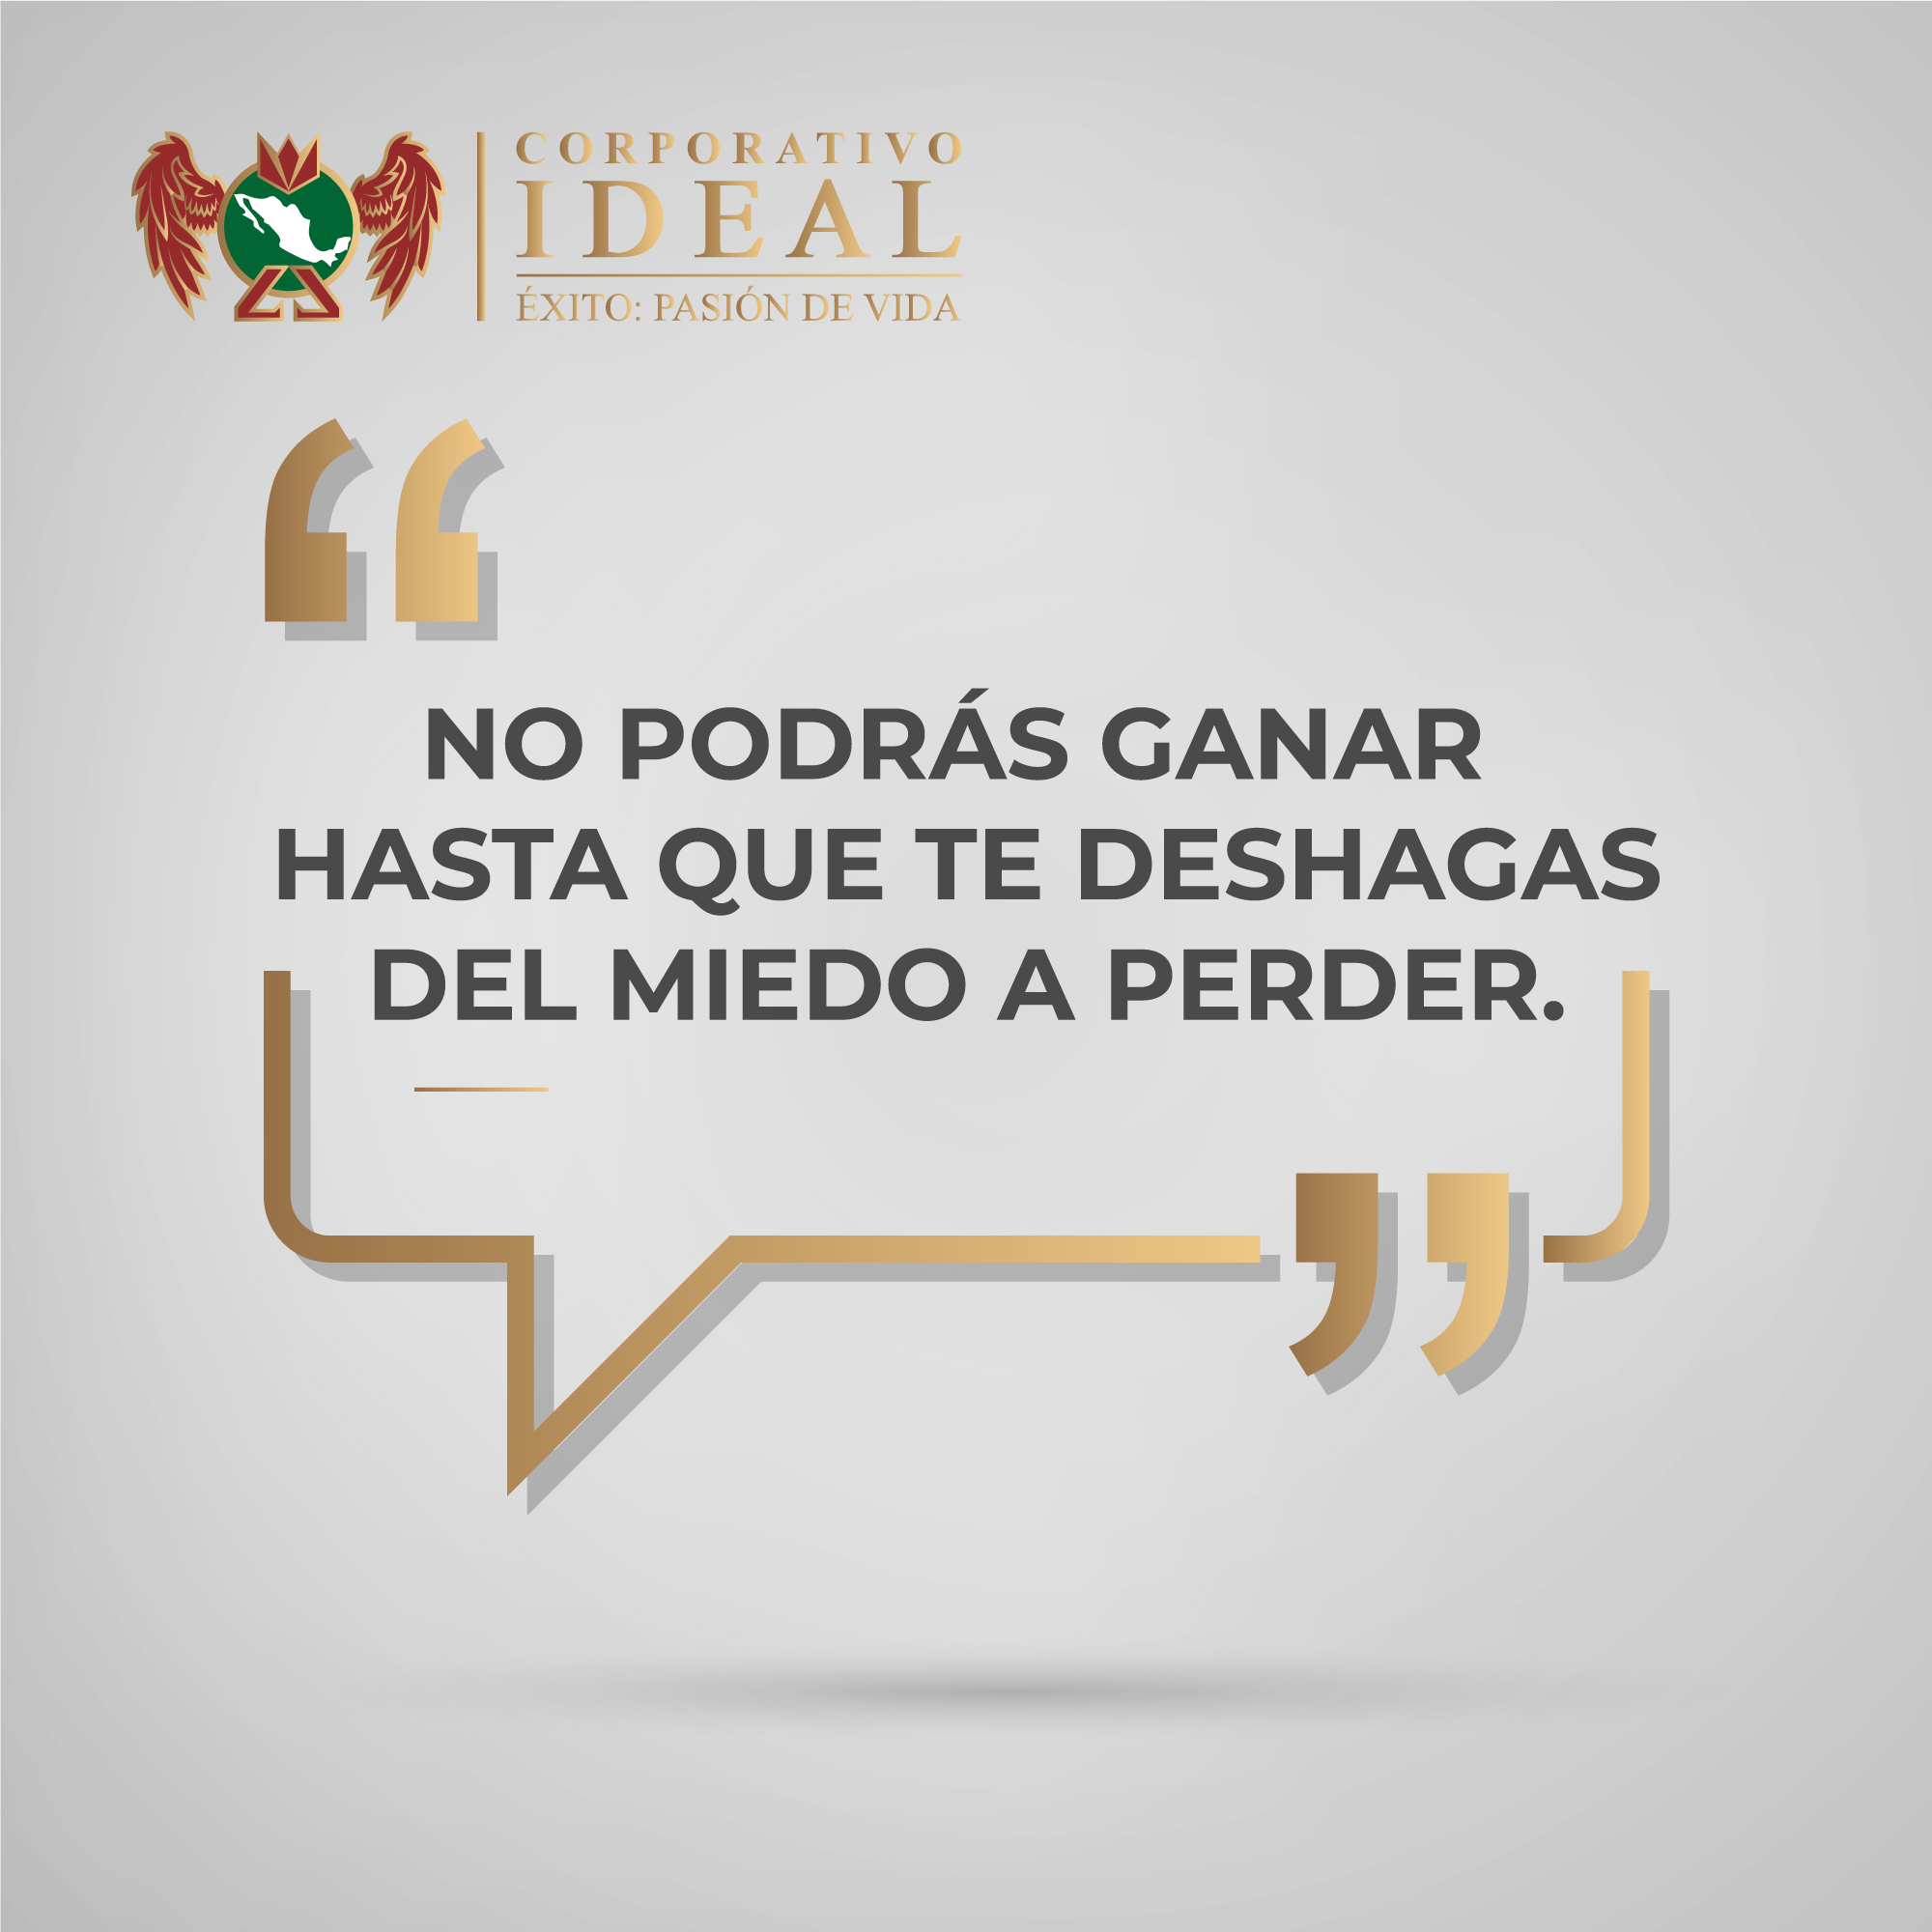 CORPORATIVO
IDEAL
ÉXITO: PASIÓN DE VIDA
“
NO PODRÁS GANAR
HASTA QUE TE DESHAGAS
DEL MIEDO A PERDER.
”